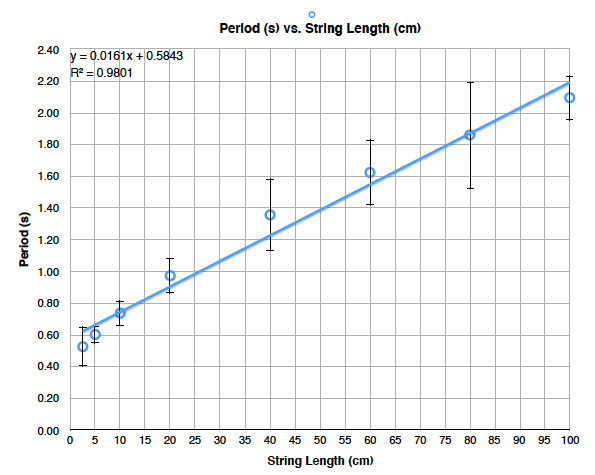 Period (s) vs. String Length (cm)
y = 0.0161x + 0.5843
R² = 0.9801
2.40
2.20
2.00
1.80
1.60
1.40
1.20
1.00
0.80
0.60
0.40
0.20
0.00
Period (s)
0 5 10 15 20 25 30 35 40 45 50 55 60 65 70 75 80 85 90 95 100
String Length (cm)